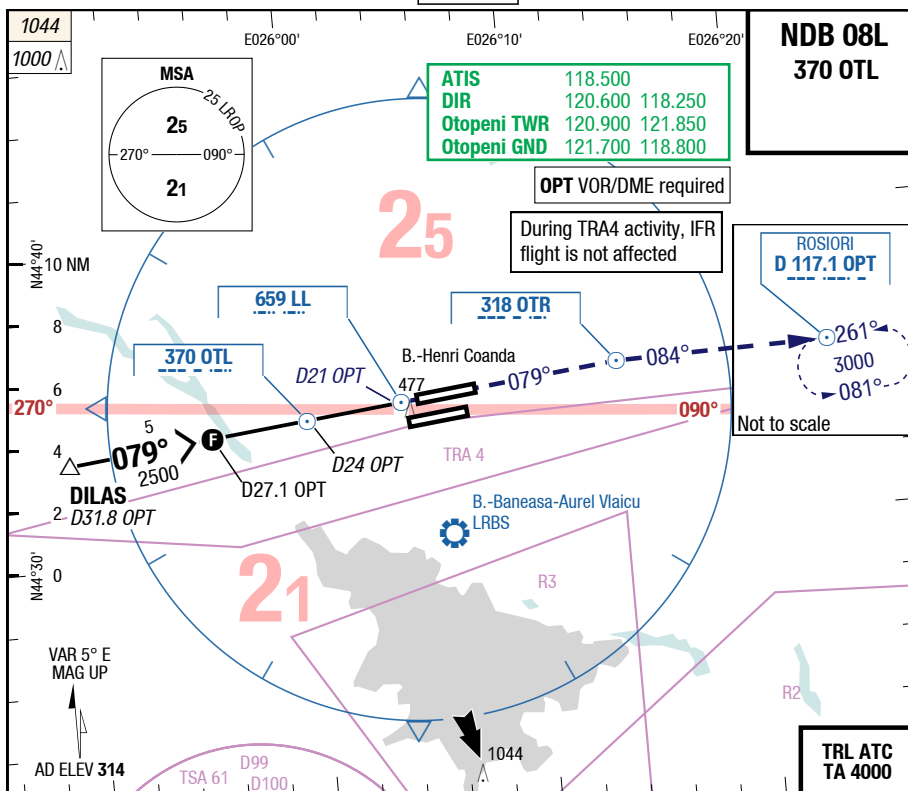 1044
1000
E026°00'
E026°10'
E026°20'
NDB 08L
370 OTL
MSA
25 LROP
25
270°
090°
21
ATIS 118.500
DIR 120.600 118.250
Otopeni TWR 120.900 121.850
Otopeni GND 121.700 118.800
OPT VOR/DME required
During TRA4 activity, IFR
flight is not affected
25
N44°40'
10 NM
8
6
4
2
0
N44°30'
ROSIORI
D 117.1 OPT
261°
3000
081°
Not to scale
659 LL
318 OTR
370 OTL
D21 OPT
B.-Henri Coanda
477
079°
084°
270°
090°
5
079°
2500
F
D24 OPT
D27.1 OPT
DILAS
D31.8 OPT
TRA 4
B.-Baneasa-Aurel Vlaicu
LRBS
21
R3
R2
VAR 5° E
MAG UP
AD ELEV 314
1044
TSA 61
D99
D100
TRL ATC
TA 4000